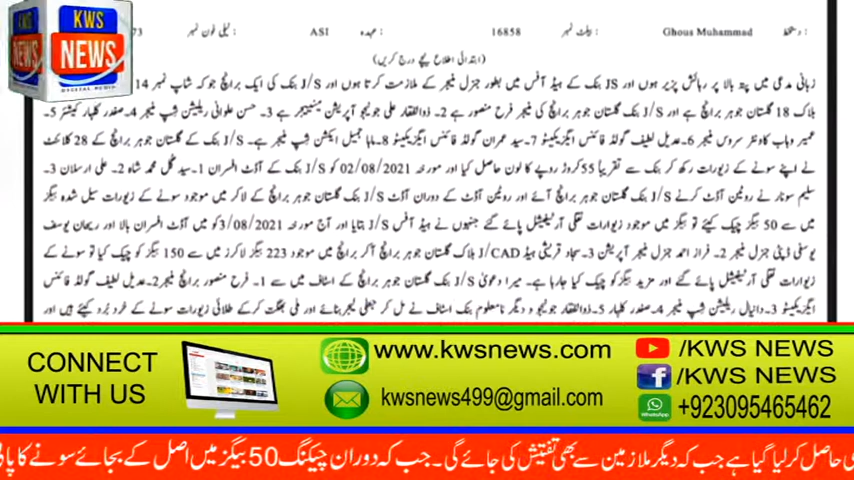 KWS
NEWS
DIGITAL MEDIA
73 ٹیلی فون نمبر: ASI عہدہ: 16858 بیلٹ نمبر: Ghous Muhammad دستخط:
(ابتدائی اطلاع نیچے درج کریں)
زبانی مدعی میں پتہ بالا پر رہائش پزیر ہوں اور JS بنک کے ہیڈ آفس میں بطور جنرل منیجر کے ملازمت کرتا ہوں اور J/S بنک کی ایک برانچ جو کہ شاپ نمبر 14
بلاک 18 گلستان جوہر برانچ ہے اور J/S بنک گلستان جوہر برانچ کی منیجر فرح منصور ہے 2۔ ذوالفقار علی جونیجو آپریشن مینیجر ہے 3۔ حسن علوانی ریلیشن شپ منیجر 4۔ صفدر کلہار کیشئر 5۔
عمیر وہاب کاونٹر سروس منیجر 6۔ عدیل لطیف گولڈ فائنس ایگزیکیٹو 7۔ سید عمران گولڈ فائنس ایگزیکیٹو 8۔ ماہا جمیل ایکشن شپ منیجر ہے۔ J/S بنک کے گلستان جوہر برانچ کے 28 کلائنٹ
نے اپنے سونے کے زیورات رکھ کر بنک سے تقریباً 55 کروڑ روپے کا لون حاصل کیا اور مورخہ 02/08/2021 کو J/S بنک کے آڈٹ افسران 1۔ سید گل محمد شاہ 2۔ علی ارسلان 3۔
سلیم سونار نے روٹین آڈٹ کرنے J/S بنک گلستان جوہر برانچ آئے اور روٹین آڈٹ کے دوران آڈٹ J/S بنک گلستان جوہر برانچ کے لاکر میں موجود سونے کے زیورات سیل شدہ بیگز
میں سے 50 بیگز چیک کیئے تو بیگز میں موجود زیورات نقلی آرٹیفیشل پائے گئے جنہوں نے ہیڈ آفس J/S بتایا اور آج مورخہ 3/08/2021 کو میں آڈٹ افسران بالا اور ریحان یوسف
یوسفی ڈپٹی جنرل منیجر 2۔ فراز احمد جنرل منیجر آپریشن 3۔ سجاد قریشی ہیڈ J/CAD بلاک گلستان جوہر برانچ آکر برانچ میں موجود 223 بیگز لاکرز میں سے 150 بیگز کو چیک کیا تو سونے کے
زیورات نقلی آرٹیفیشل پائے گئے اور مزید بیگز کو چیک کیا جارہا ہے۔ میرا دعویٰ J/S بنک گلستان جوہر برانچ کے اسٹاف میں سے 1۔ فرح منصور برانچ منیجر 2۔ عدیل لطیف گولڈ فائنس
ایگزیکیٹو 3۔ دانیال ریلیشن شپ منیجر 4۔ صفدر کلہار 5۔ ذوالفقار جونیجو و دیگر نامعلوم بنک اسٹاف نے مل کر جعلی لیجر بنائے اور ملی بھگت کرکے طلائی زیورات سونے کے خرد برد کیئے ہیں اور
CONNECT
WITH US
www.kwsnews.com
kwsnews499@gmail.com
/KWS NEWS
/KWS NEWS
WhatsApp
+923095465462
ی حاصل کرلیا گیا ہے جب کہ دیگر ملازمین سے بھی تفتیش کی جائے گی۔ جب کہ دوران چیکنگ 50 بیگز میں اصل کے بجائے سونے کا پانی